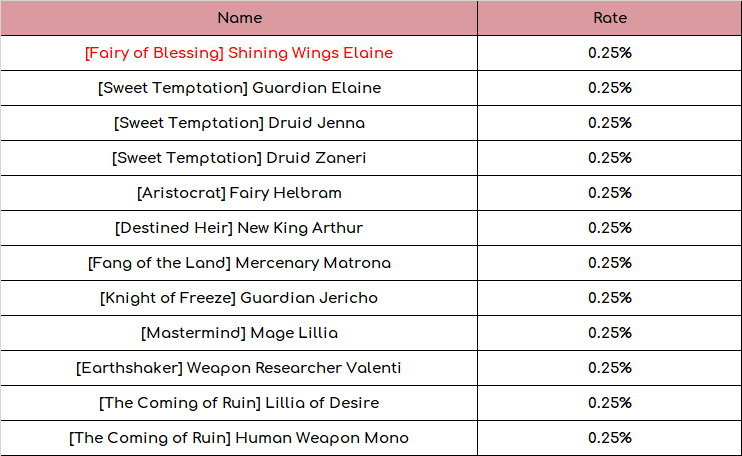 Name Rate
[Fairy of Blessing] Shining Wings Elaine 0.25%
[Sweet Temptation] Guardian Elaine 0.25%
[Sweet Temptation] Druid Jenna 0.25%
[Sweet Temptation] Druid Zaneri 0.25%
[Aristocrat] Fairy Helbram 0.25%
[Destined Heir] New King Arthur 0.25%
[Fang of the Land] Mercenary Matrona 0.25%
[Knight of Freeze] Guardian Jericho 0.25%
[Mastermind] Mage Lillia 0.25%
[Earthshaker] Weapon Researcher Valenti 0.25%
[The Coming of Ruin] Lillia of Desire 0.25%
[The Coming of Ruin] Human Weapon Mono 0.25%